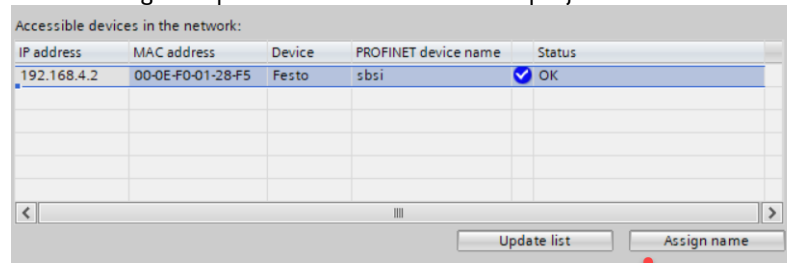 Accessible devices in the network:
IP address MAC address Device PROFINET device name Status
192.168.4.2 00-0E-F0-01-28-F5 Festo sbsi OK
Update list Assign name